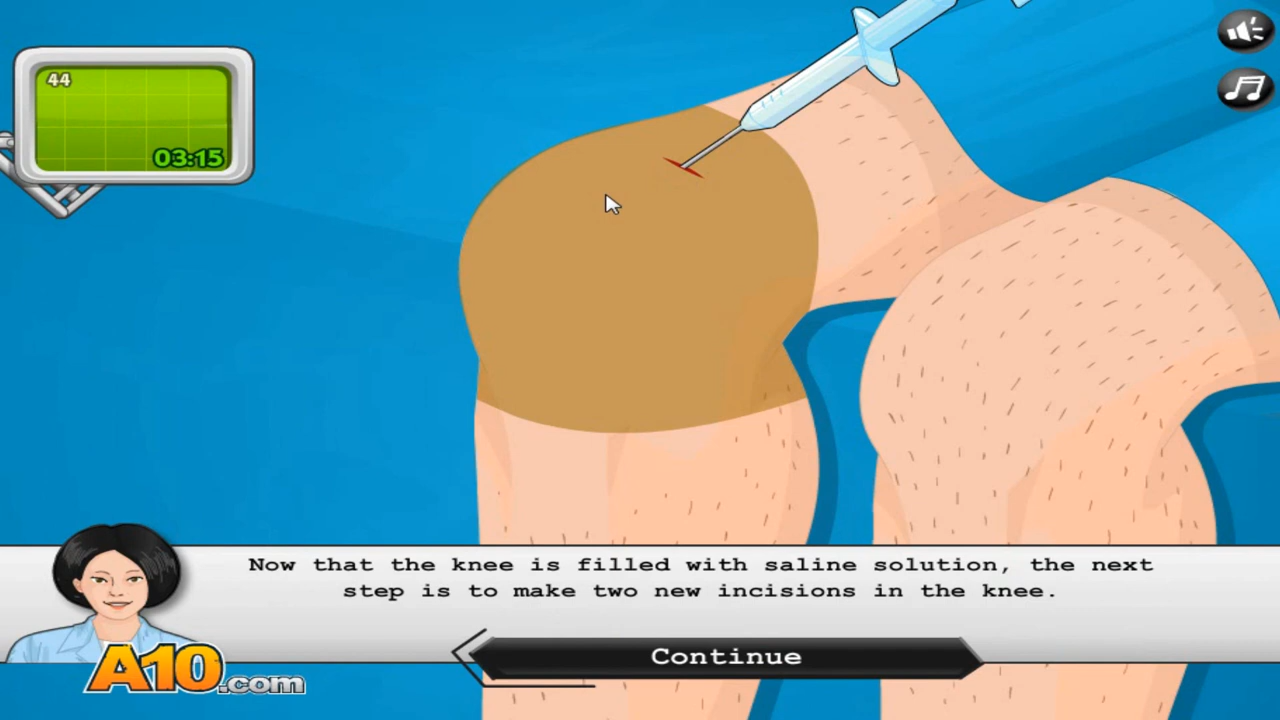 44
03:15
Now that the knee is filled with saline solution, the next
step is to make two new incisions in the knee.
Continue
A10.com